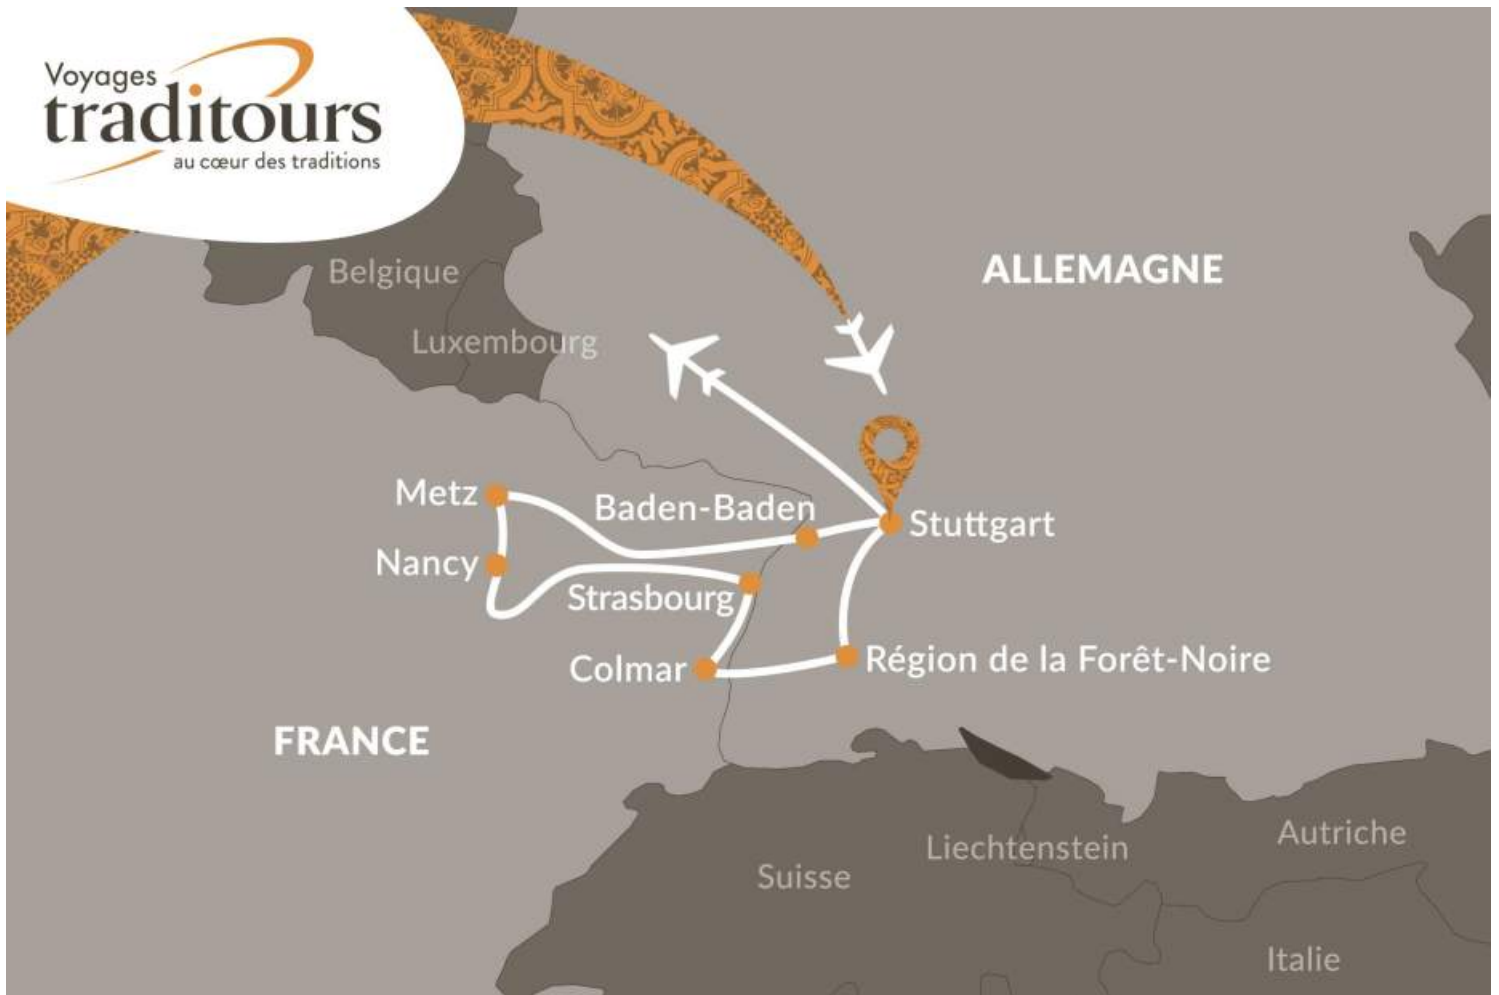 Voyages
traditours
au cœur des traditions
Belgique
ALLEMAGNE
Luxembourg
Metz
Baden-Baden
Stuttgart
Nancy
Strasbourg
Colmar
Région de la Forêt-Noire
FRANCE
Autriche
Liechtenstein
Suisse
Italie